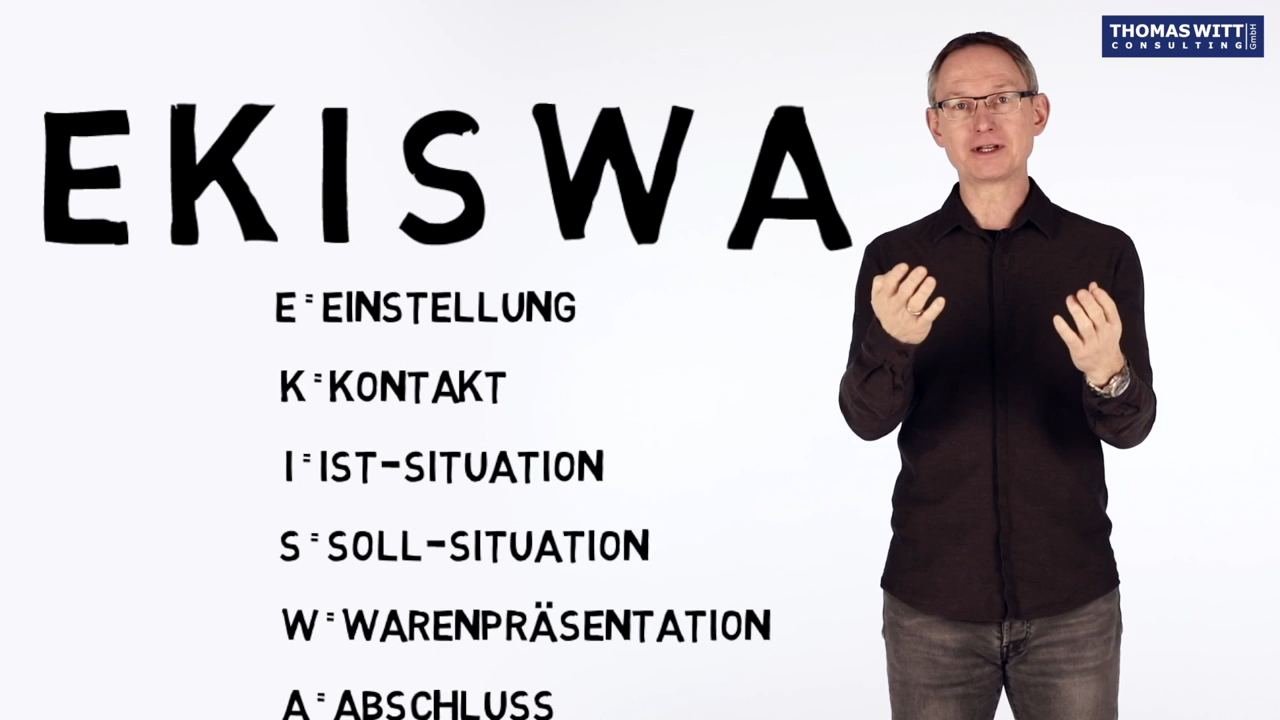 THOMAS WITT
CONSULTING GmbH
EKISWA
E = EINSTELLUNG
K = KONTAKT
I = IST-SITUATION
S = SOLL-SITUATION
W = WARENPRÄSENTATION
A = ABSCHLUSS